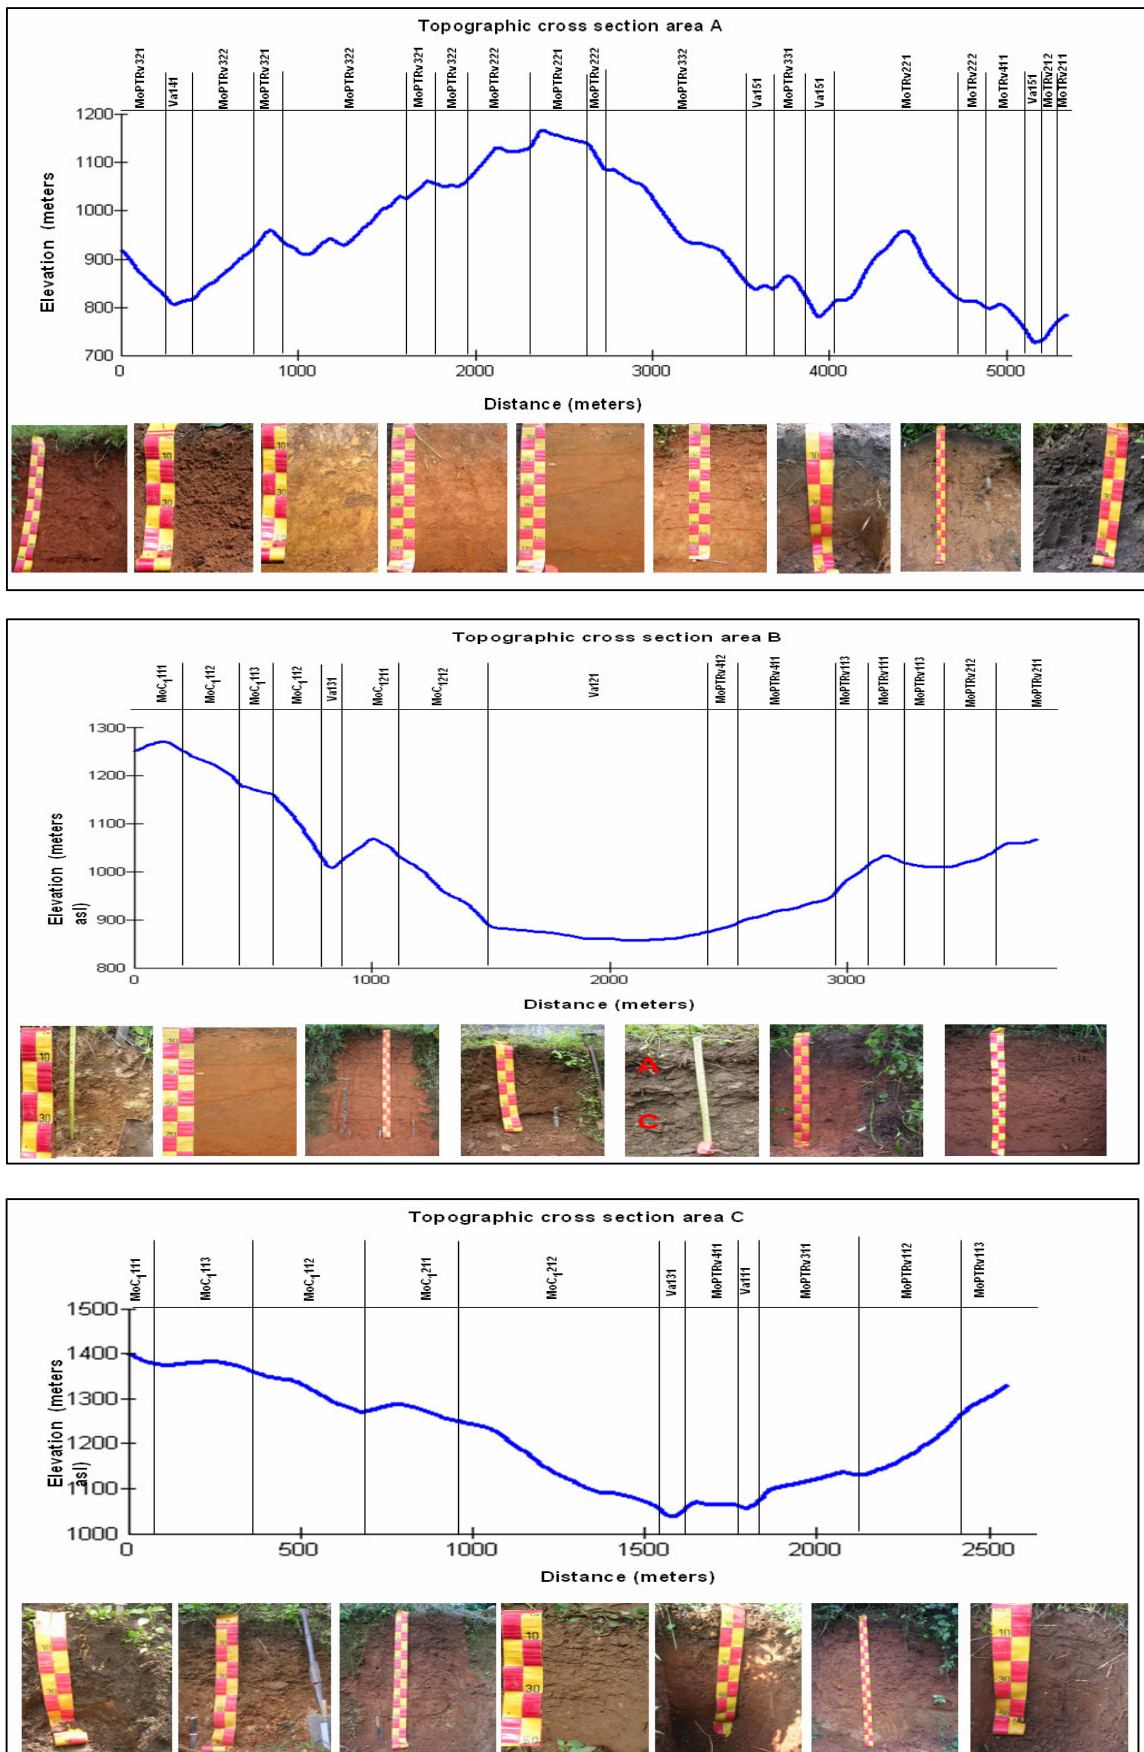 Topographic cross section area A
MoPTRv321 Va141 MoPTRv322 MoPTRv321 MoPTRv322 MoPTRv321 MoPTRv322 MoPTRv222 MoPTRv221 MoPTRv222 MoPTRv332 Va151 MoPTRv331 Va151 MoTRv221 MoTRv222 MoTRv411 Va151 MoTRv212 MoTRv211
Elevation (meters
1200
1100
1000
900
800
700
0 1000 2000 3000 4000 5000
Distance (meters)
Topographic cross section area B
MoC1111 MoC1112 MoC1113 MoC1112 Va131 MoC1211 MoC1212 Va121 MoPTRv412 MoPTRv411 MoPTRv113 MoPTRv111 MoPTRv113 MoPTRv212 MoPTRv211
Elevation (meters
asl)
1300
1200
1100
1000
900
800
0 1000 2000 3000
Distance (meters)
10
30
A
C
Topographic cross section area C
MoC1111 MoC1113 MoC1112 MoC1211 MoC1212 Va131 MoPTRv411 Va111 MoPTRv311 MoPTRv112 MoPTRv113
Elevation (meters
asl)
1500
1400
1300
1200
1100
1000
0 500 1000 1500 2000 2500
Distance (meters)
10
30